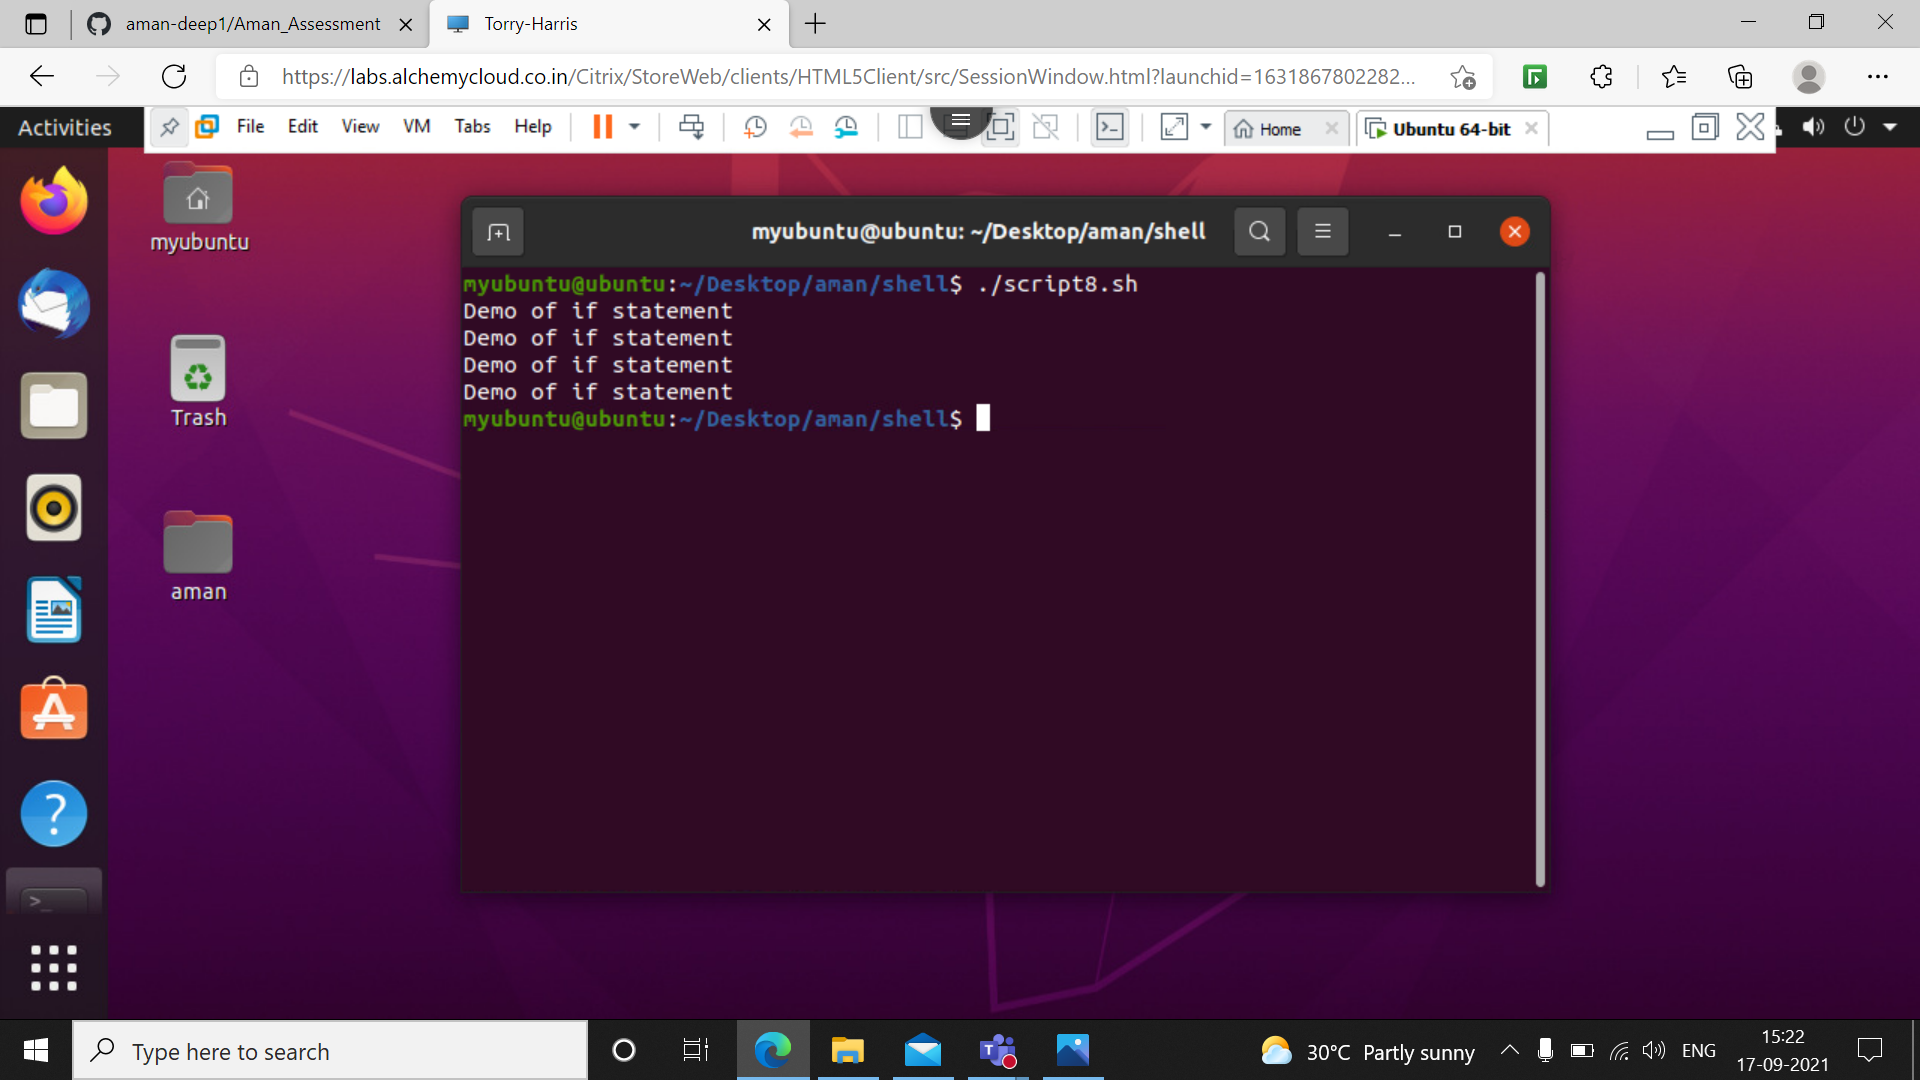 aman-deep1/Aman_Assessment
Torry-Harris
https://labs.alchemycloud.co.in/Citrix/StoreWeb/clients/HTML5Client/src/SessionWindow.html?launchid=1631867802282...
Activities
File Edit View VM Tabs Help
Home
Ubuntu 64-bit
myubuntu
Trash
aman
myubuntu@ubuntu: ~/Desktop/aman/shell
myubuntu@ubuntu:~/Desktop/aman/shell$ ./script8.sh
Demo of if statement
Demo of if statement
Demo of if statement
Demo of if statement
myubuntu@ubuntu:~/Desktop/aman/shell$
Type here to search
30°C Partly sunny
ENG
15:22
17-09-2021